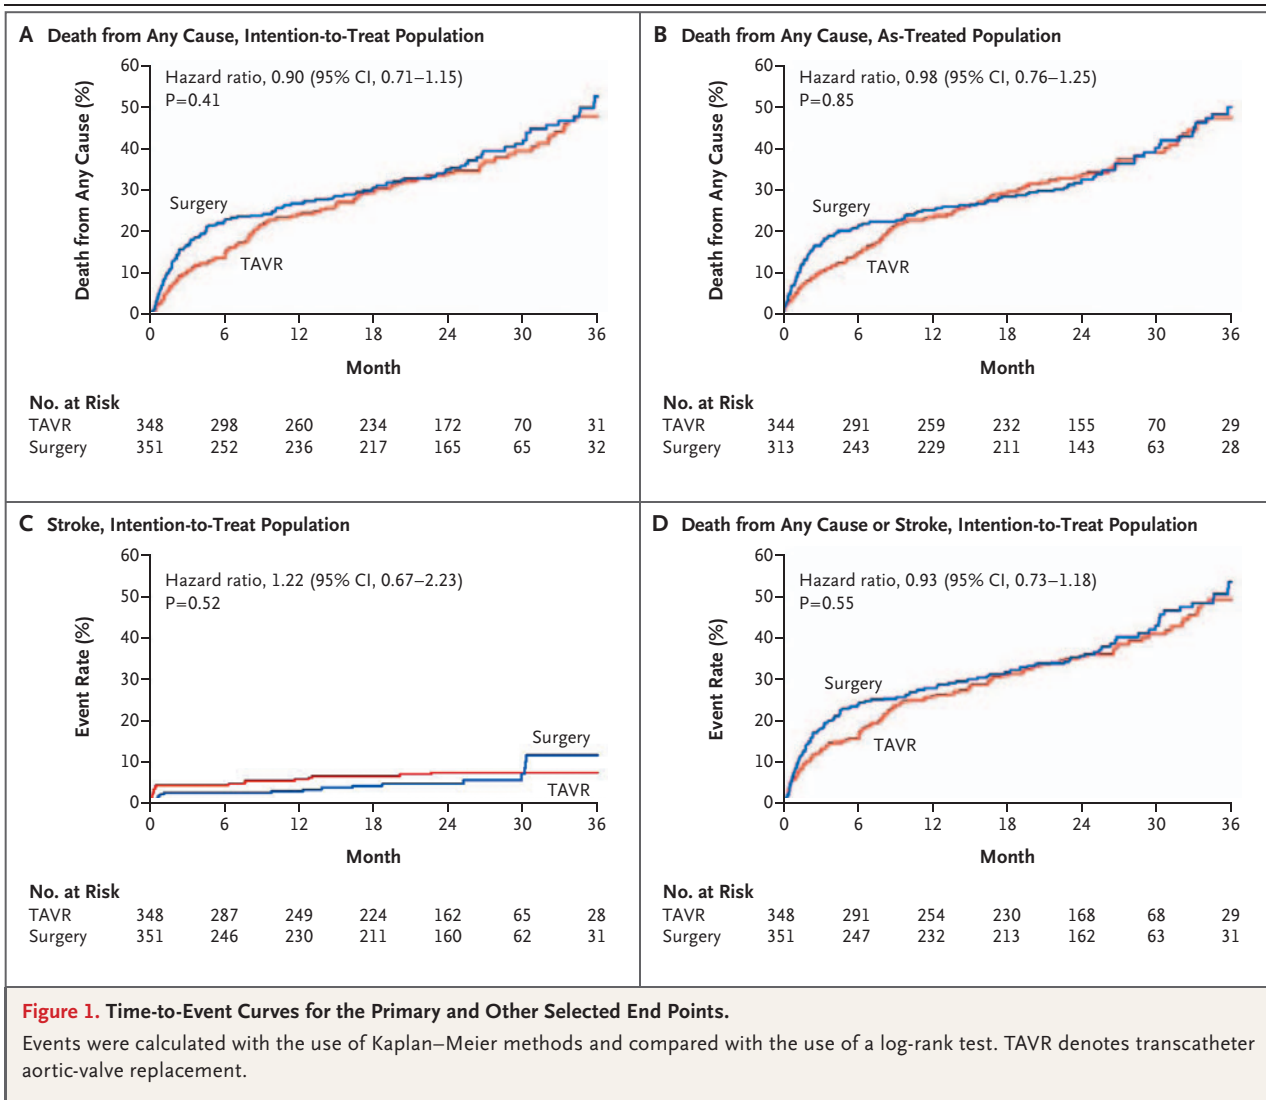 A Death from Any Cause, Intention-to-Treat Population
Hazard ratio, 0.90 (95% CI, 0.71–1.15)
P=0.41
Death from Any Cause (%)
60
50
40
30
20
10
0
Surgery
TAVR
0 6 12 18 24 30 36
Month
No. at Risk
TAVR 348 298 260 234 172 70 31
Surgery 351 252 236 217 165 65 32
B Death from Any Cause, As-Treated Population
Hazard ratio, 0.98 (95% CI, 0.76–1.25)
P=0.85
Death from Any Cause (%)
60
50
40
30
20
10
0
Surgery
TAVR
0 6 12 18 24 30 36
Month
No. at Risk
TAVR 344 291 259 232 155 70 29
Surgery 313 243 229 211 143 63 28
C Stroke, Intention-to-Treat Population
Hazard ratio, 1.22 (95% CI, 0.67–2.23)
P=0.52
Event Rate (%)
60
50
40
30
20
10
0
Surgery
TAVR
0 6 12 18 24 30 36
Month
No. at Risk
TAVR 348 287 249 224 162 65 28
Surgery 351 246 230 211 160 62 31
D Death from Any Cause or Stroke, Intention-to-Treat Population
Hazard ratio, 0.93 (95% CI, 0.73–1.18)
P=0.55
Event Rate (%)
60
50
40
30
20
10
0
Surgery
TAVR
0 6 12 18 24 30 36
Month
No. at Risk
TAVR 348 291 254 230 168 68 29
Surgery 351 247 232 213 162 63 31
Figure 1. Time-to-Event Curves for the Primary and Other Selected End Points.
Events were calculated with the use of Kaplan–Meier methods and compared with the use of a log-rank test. TAVR denotes transcatheter
aortic-valve replacement.